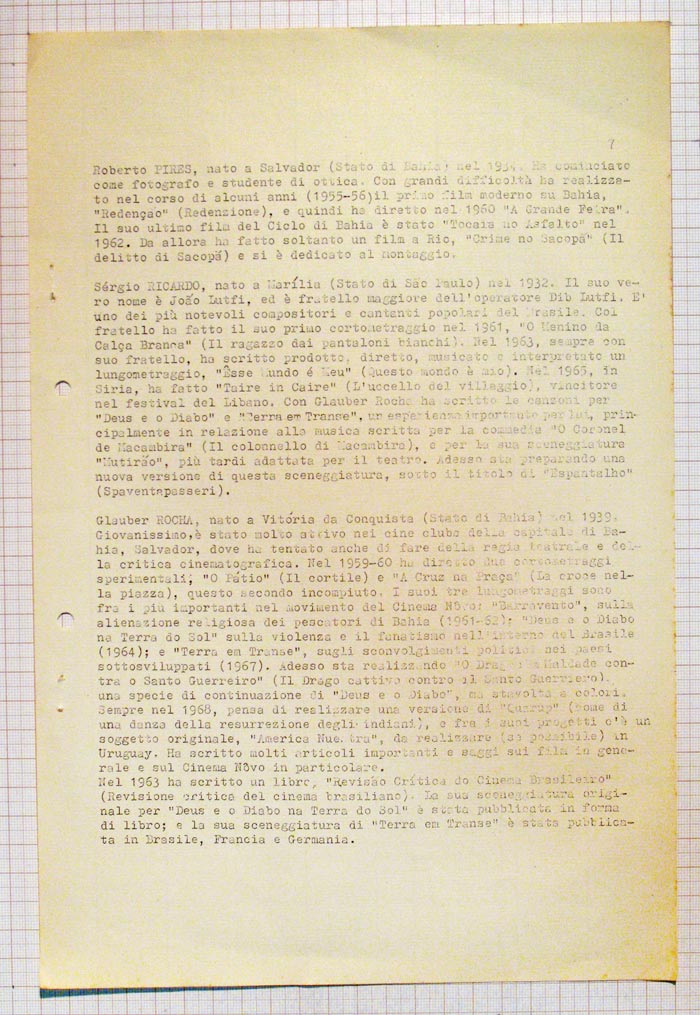 7
Roberto PIRES, nato a Salvador (Stato di Bahia) nel 1934. Ha cominciato
come fotografo e studente di ottica. Con grandi difficoltà ha realizza-
to nel corso di alcuni anni (1955-56)il primo film moderno su Bahia,
"Redençao" (Redenzione), e quindi ha diretto nel 1960 "A Grande Feira".
Il suo ultimo film del Ciclo di Bahia è stato "Tocaia no Asfalto" nel
1962. Da allora ha fatto soltanto un film a Rio, "Crime no Sacopã" (Il
delitto di Sacopã) e si è dedicato al montaggio.
Sérgio RICARDO, nato a Marília (Stato di São Paulo) nel 1932. Il suo ve-
ro nome è João Lutfi, ed è fratello maggiore dell'operatore Dib Lutfi. E'
uno dei più notevoli compositori e cantanti popolari del Brasile. Col
fratello ha fatto il suo primo cortometraggio nel 1961, "O Menino da
Calça Branca" (Il ragazzo dai pantaloni bianchi). Nel 1963, sempre con
suo fratello, ha scritto prodotto, diretto, musicato e interpretato un
lungometraggio, "Êsse Mundo é Meu" (Questo mondo è mio). Nel 1965, in
Siria, ha fatto "Taire in Caire" (L'uccello del villaggio), vincitore
nel festival del Libano. Con Glauber Rocha ha scritto le canzoni per
"Deus e o Diabo" e "Terra em Transe", un esperienza importante per lui, prin-
cipalmente in relazione alla musica scritta per la commedia "O Coronel
de Macambira" (Il colonnello di Macambira), e per la sua sceneggiatura
"Mutirão", più tardi adattata per il teatro. Adesso sta preparando una
nuova versione di questa sceneggiatura, sotto il titolo di "Espantalho"
(Spaventapasseri).
Glauber ROCHA, nato a Vitória da Conquista (Stato di Bahia) nel 1939.
Giovanissimo,è stato molto attivo nei cine clubs della capitale di Ba-
hia, Salvador, dove ha tentato anche di fare della regia teatrale e del-
la critica cinematografica. Nel 1959-60 ha diretto due cortometraggi
sperimentali, "O Pátio" (Il cortile) e "A Cruz na Praça" (La croce nel-
la piazza), questo secondo incompiuto. I suoi tre lungometraggi sono
fra i più importanti nel movimento del Cinema Nôvo: "Barravento", sulla
alienazione religiosa dei pescatori di Bahia (1961-62); "Deus e o Diabo
na Terra do Sol" sulla violenza e il fanatismo nell'interno del Brasile
(1964); e "Terra em Transe", sugli sconvolgimenti politici nei paesi
sottosviluppati (1967). Adesso sta realizzando "O Drago da Maldade con-
tra o Santo Guerreiro" (Il Drago cattivo contro il Santo Guerriero),
una specie di continuazione di "Deus e o Diabo", ma stavolta a colori.
Sempre nel 1968, pensa di realizzare una versione di "Quarup" (nome di
una danza della resurrezione degli indiani), e fra i suoi progetti c'è un
soggetto originale, "America Nuestra", da realizzare (se possibile) in
Uruguay. Ha scritto molti articoli importanti e saggi sui film in gene-
rale e sul Cinema Nôvo in particolare.
Nel 1963 ha scritto un libro, "Revisão Crítica do Cinema Brasileiro"
(Revisione critica del cinema brasiliano). La sua sceneggiatura origi-
nale per "Deus e o Diabo na Terra do Sol" è stata pubblicata in forma
di libro; e la sua sceneggiatura di "Terra em Transe" è stata pubblica-
ta in Brasile, Francia e Germania.